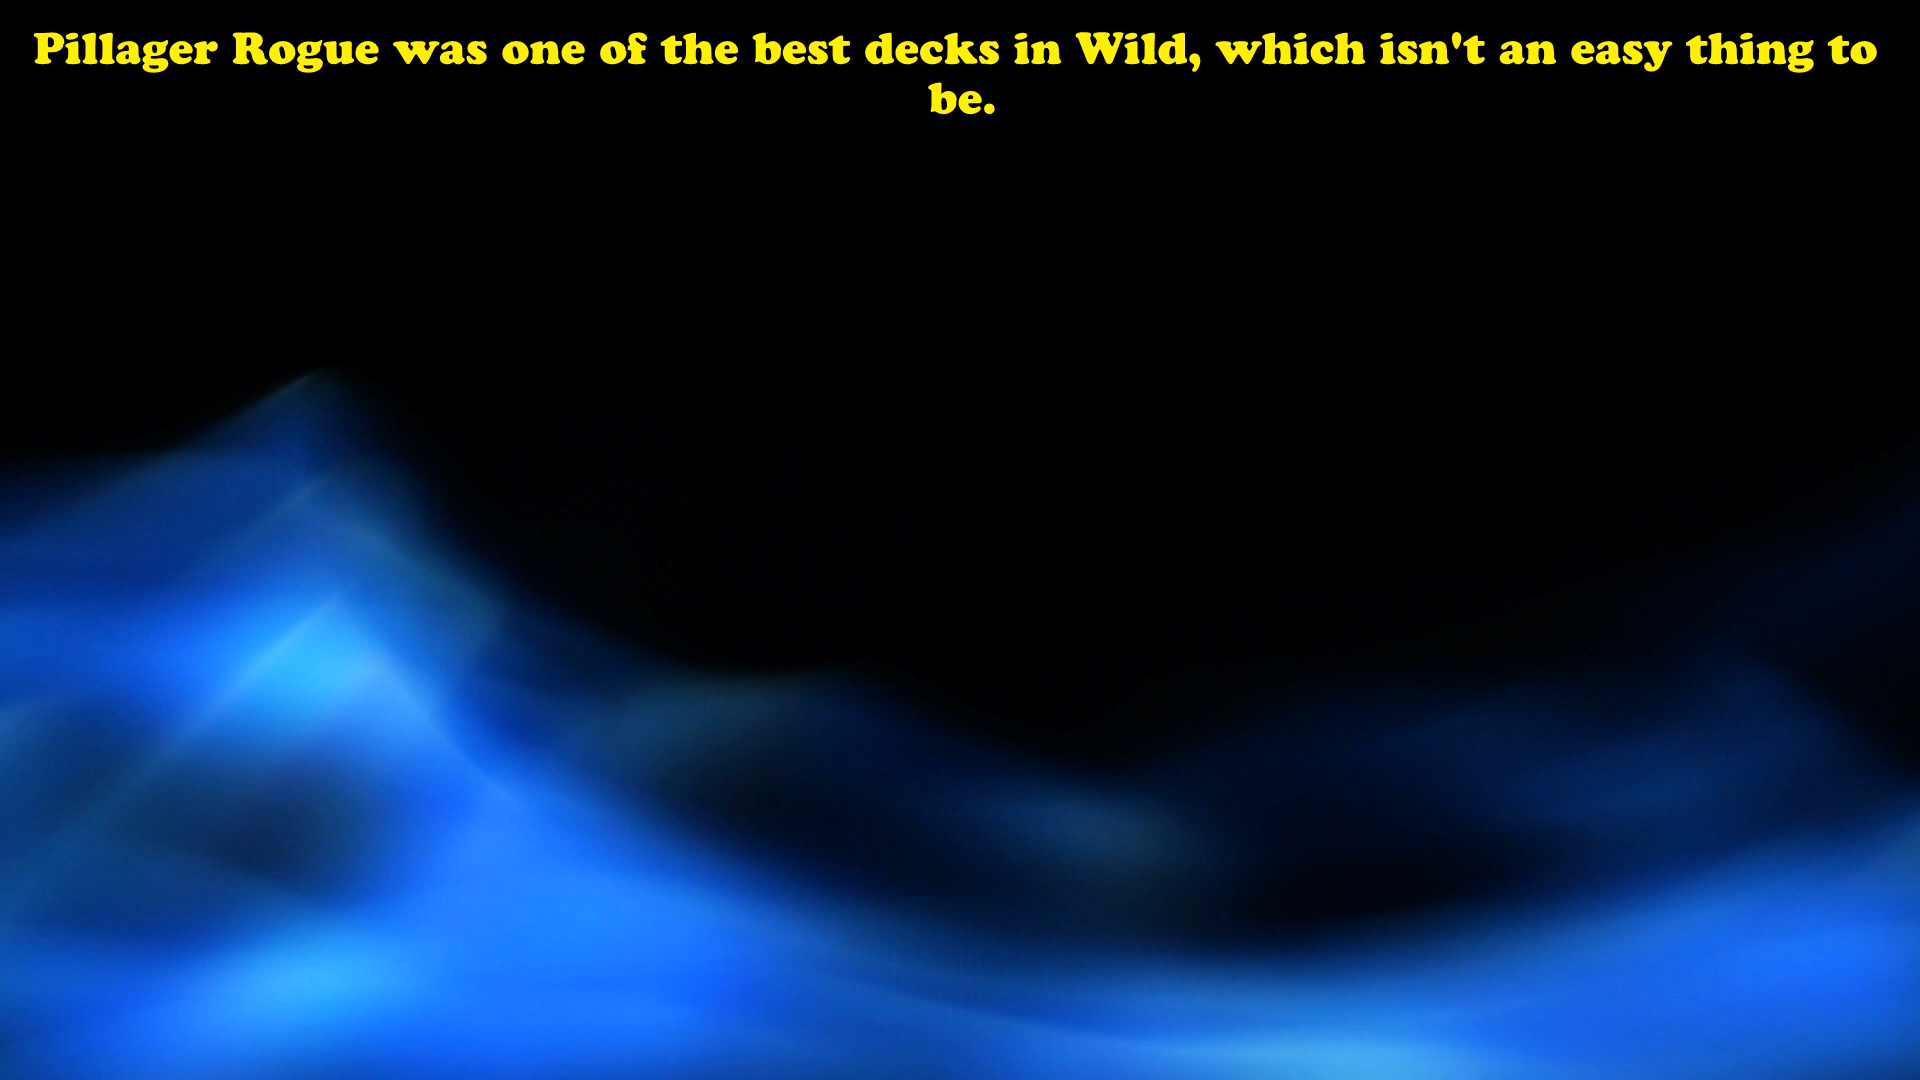 Pillager Rogue was one of the best decks in Wild, which isn't an easy thing to
be.